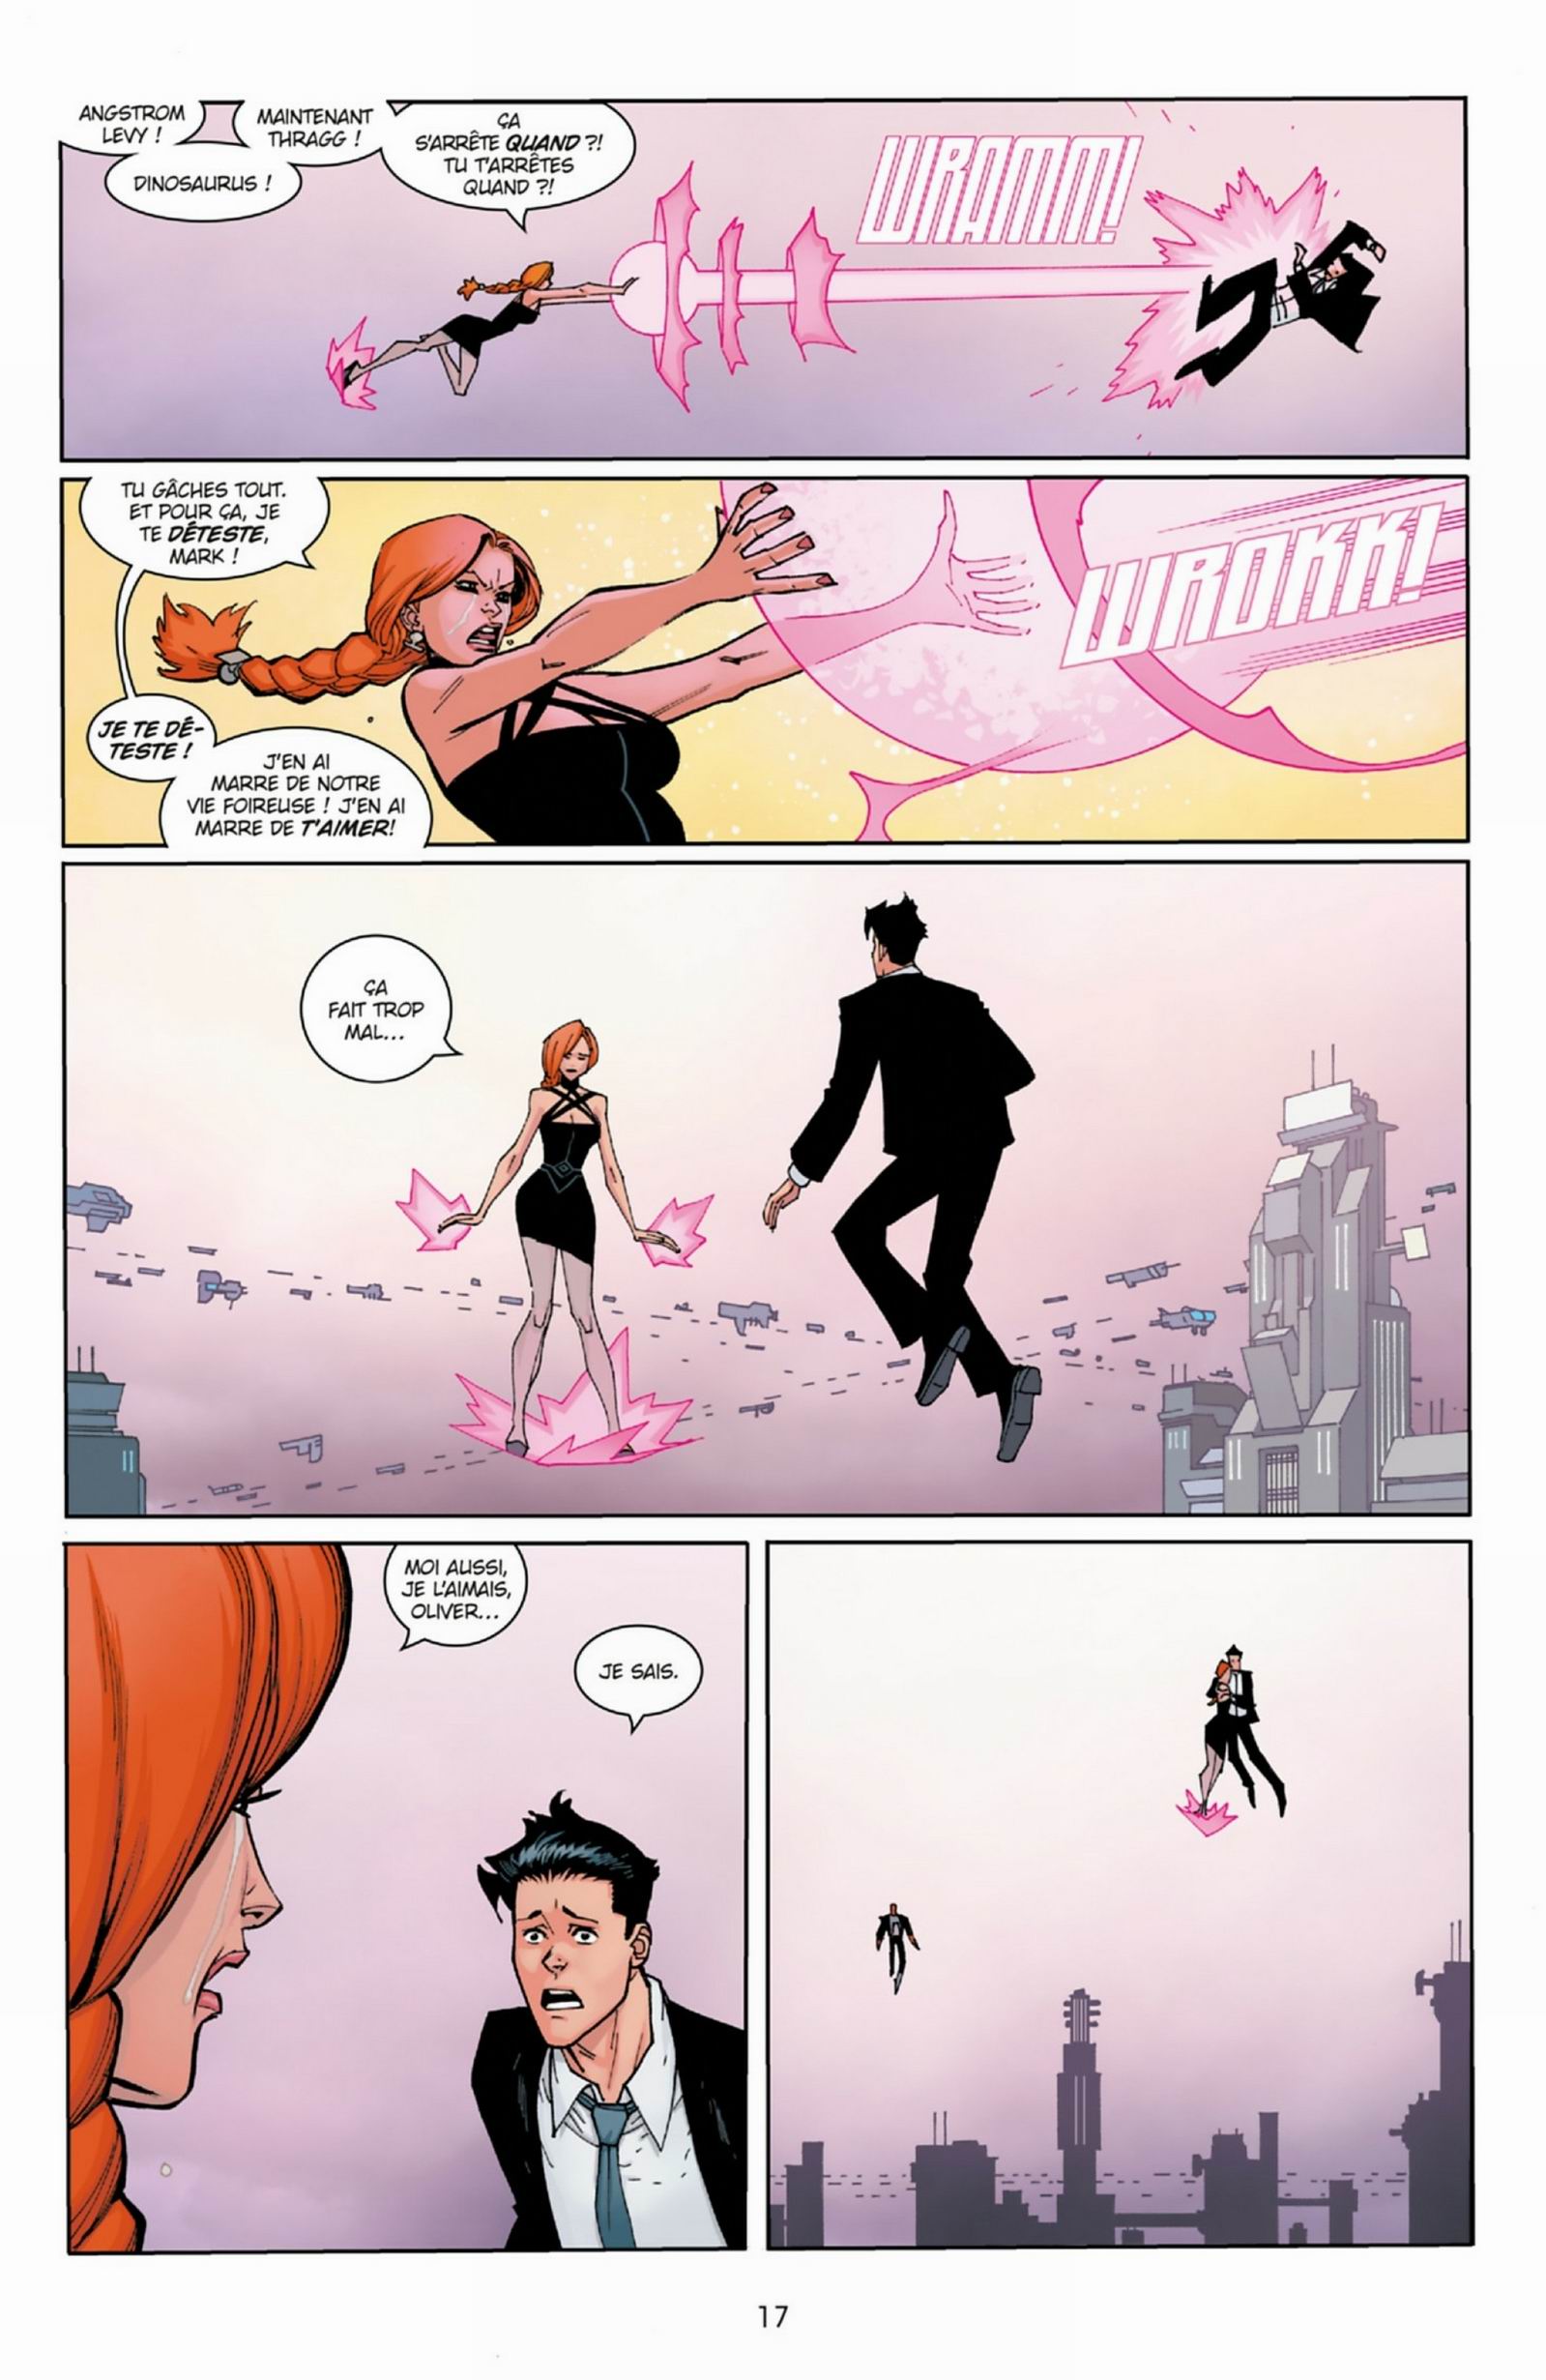 ANGSTROM
LEVY !
DINOSAURUS !
MAINTENANT
THRAGG !
ÇA
S'ARRÊTE QUAND ?!
TU T'ARRÊTES
QUAND ?!
WRAMM!
TU GÂCHES TOUT.
ET POUR ÇA, JE
TE DÉTESTE,
MARK !
WROKK!
JE TE DÉ-
TESTE !
J'EN AI
MARRE DE NOTRE
VIE FOIREUSE ! J'EN AI
MARRE DE T'AIMER!
ÇA
FAIT TROP
MAL...
MOI AUSSI,
JE L'AIMAIS,
OLIVER...
JE SAIS.
17